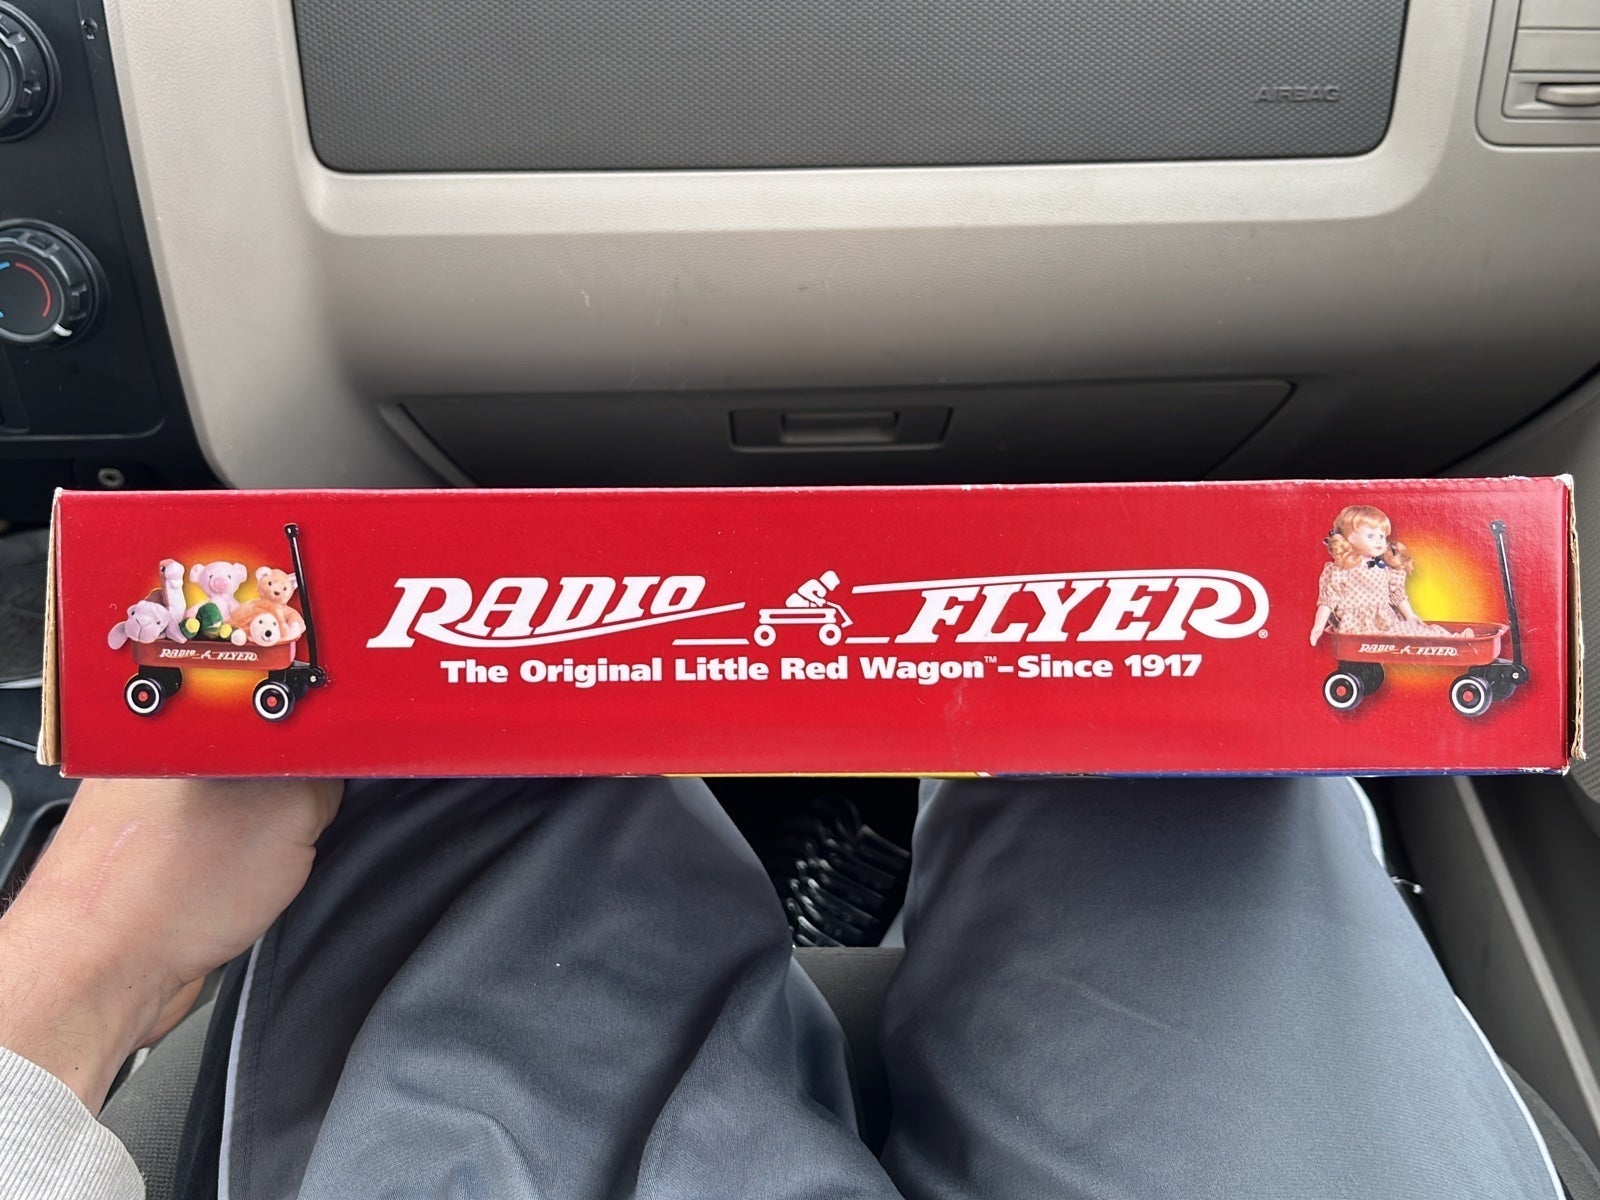 AIRBAG
RADIO FLYER®
The Original Little Red Wagon™–Since 1917
RADIO FLYER
RADIO FLYER